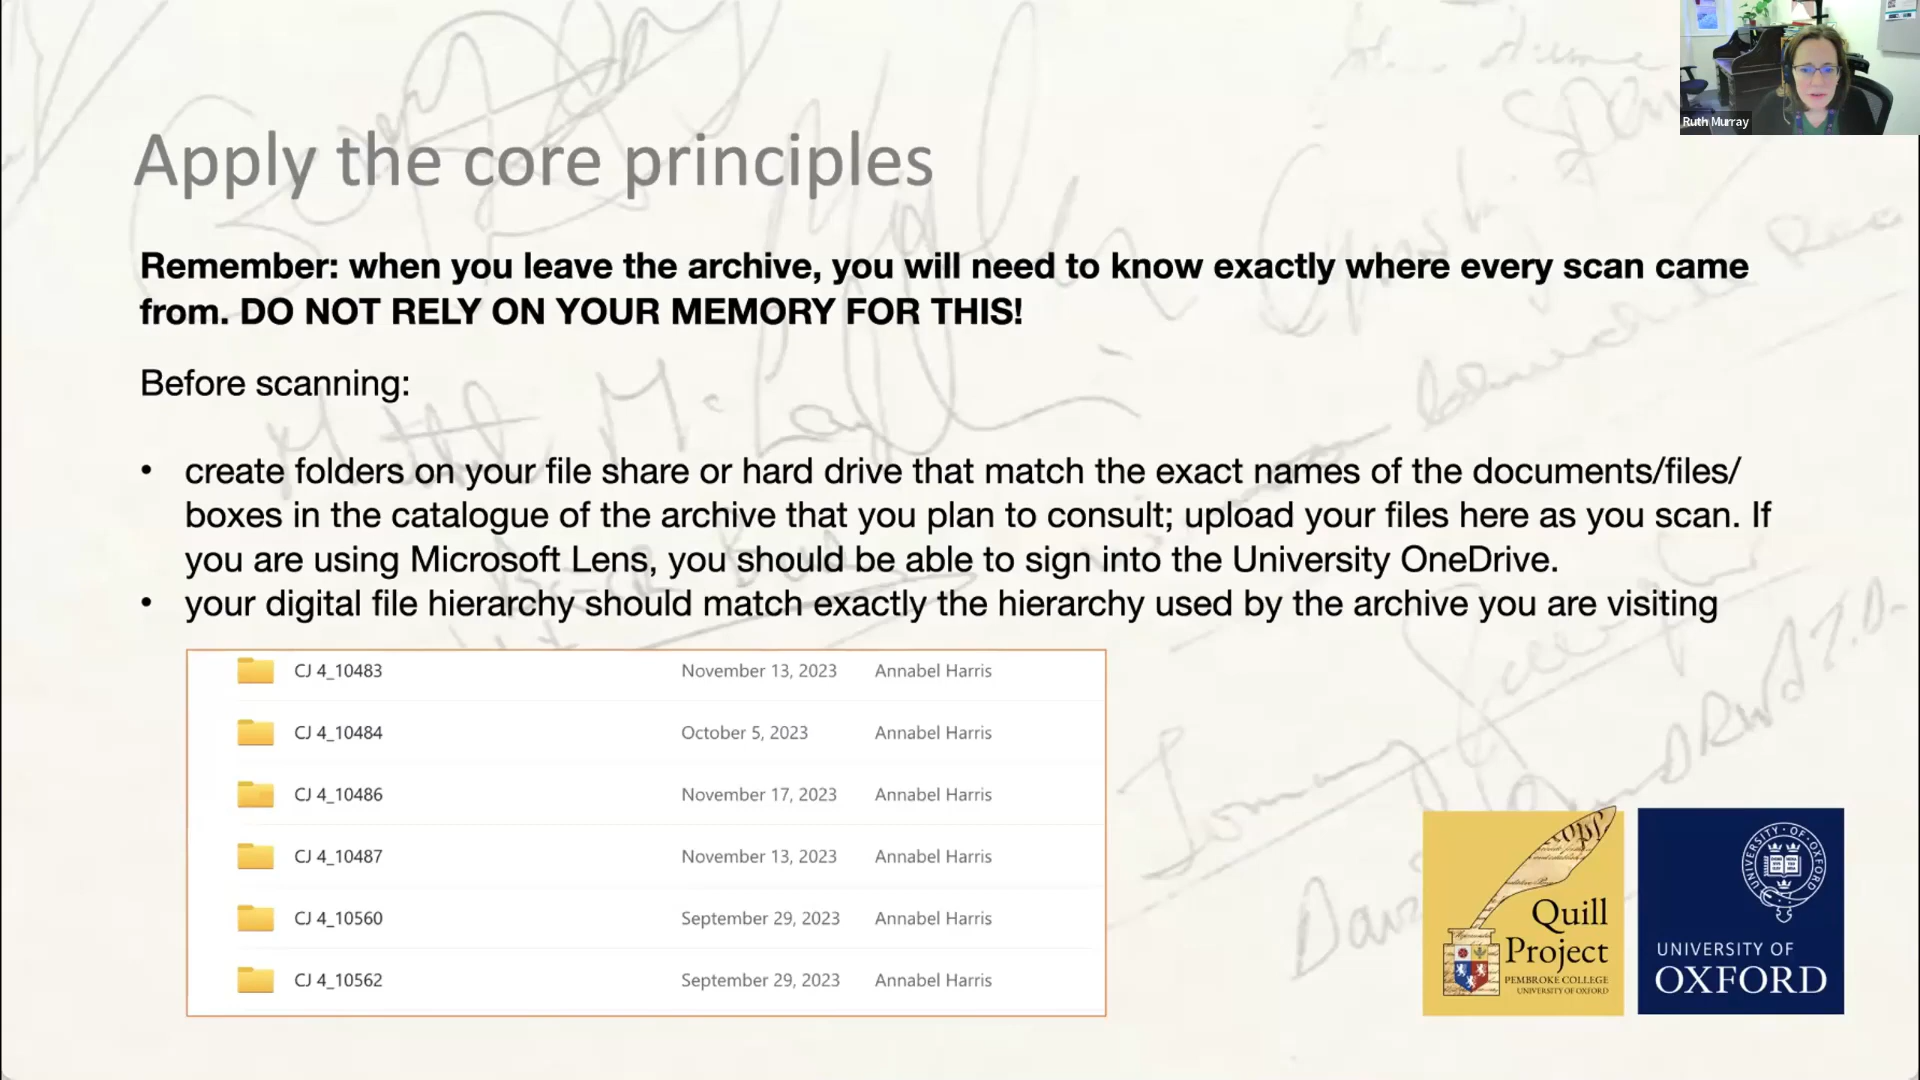 Ruth Murray
Apply the core principles
Remember: when you leave the archive, you will need to know exactly where every scan came
from. DO NOT RELY ON YOUR MEMORY FOR THIS!
Before scanning:
• create folders on your file share or hard drive that match the exact names of the documents/files/
boxes in the catalogue of the archive that you plan to consult; upload your files here as you scan. If
you are using Microsoft Lens, you should be able to sign into the University OneDrive.
• your digital file hierarchy should match exactly the hierarchy used by the archive you are visiting
CJ 4_10483 November 13, 2023 Annabel Harris
CJ 4_10484 October 5, 2023 Annabel Harris
CJ 4_10486 November 17, 2023 Annabel Harris
CJ 4_10487 November 13, 2023 Annabel Harris
CJ 4_10560 September 29, 2023 Annabel Harris
CJ 4_10562 September 29, 2023 Annabel Harris
Quill
Project
PEMBROKE COLLEGE
UNIVERSITY OF OXFORD
UNIVERSITY OF
OXFORD